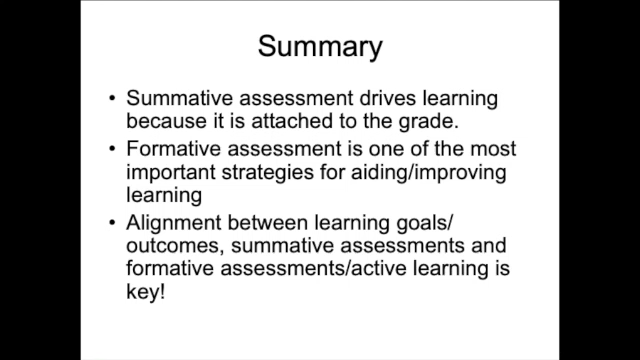 Summary
• Summative assessment drives learning
because it is attached to the grade.
• Formative assessment is one of the most
important strategies for aiding/improving
learning
• Alignment between learning goals/
outcomes, summative assessments and
formative assessments/active learning is
key!